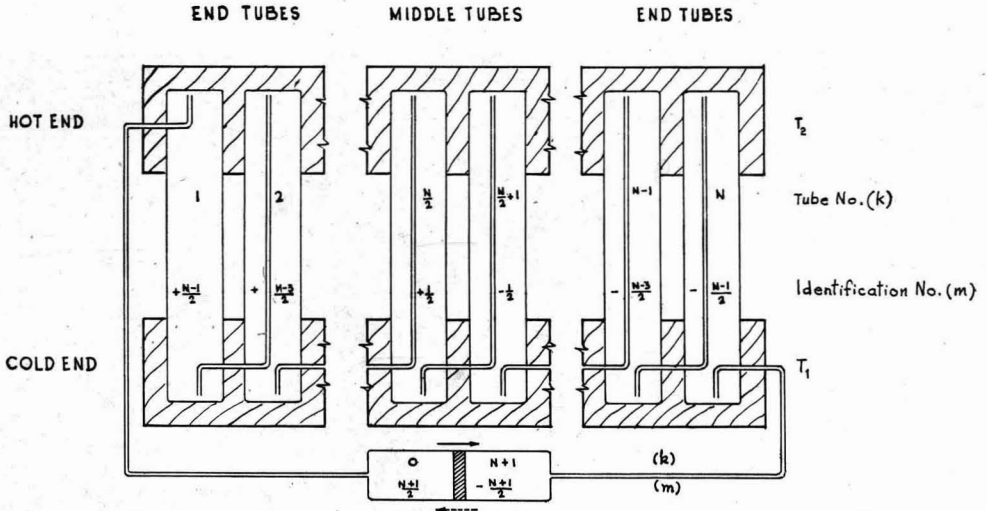 END TUBES MIDDLE TUBES END TUBES
HOT END T₂
1 2 N/2 N/2+1 N-1 N Tube No.(k)
+N-1/2 + N-3/2 +1/2 -1/2 - N-3/2 - N-1/2 Identification No.(m)
COLD END T₁
O N+1 (k)
N+1/2 - N+1/2 (m)